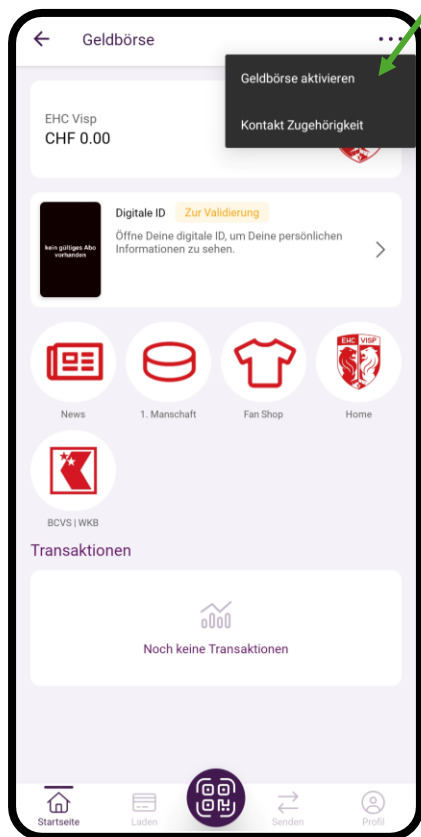 Geldbörse
Geldbörse aktivieren
Kontakt Zugehörigkeit
EHC Visp
CHF 0.00
Digitale ID Zur Validierung
Öffne Deine digitale ID, um Deine persönlichen
Informationen zu sehen.
kein gültiges Abo
vorhanden
EHC VISP
News 1. Manschaft Fan Shop Home
BCVS | WKB
Transaktionen
Noch keine Transaktionen
Startseite Laden Senden Profil